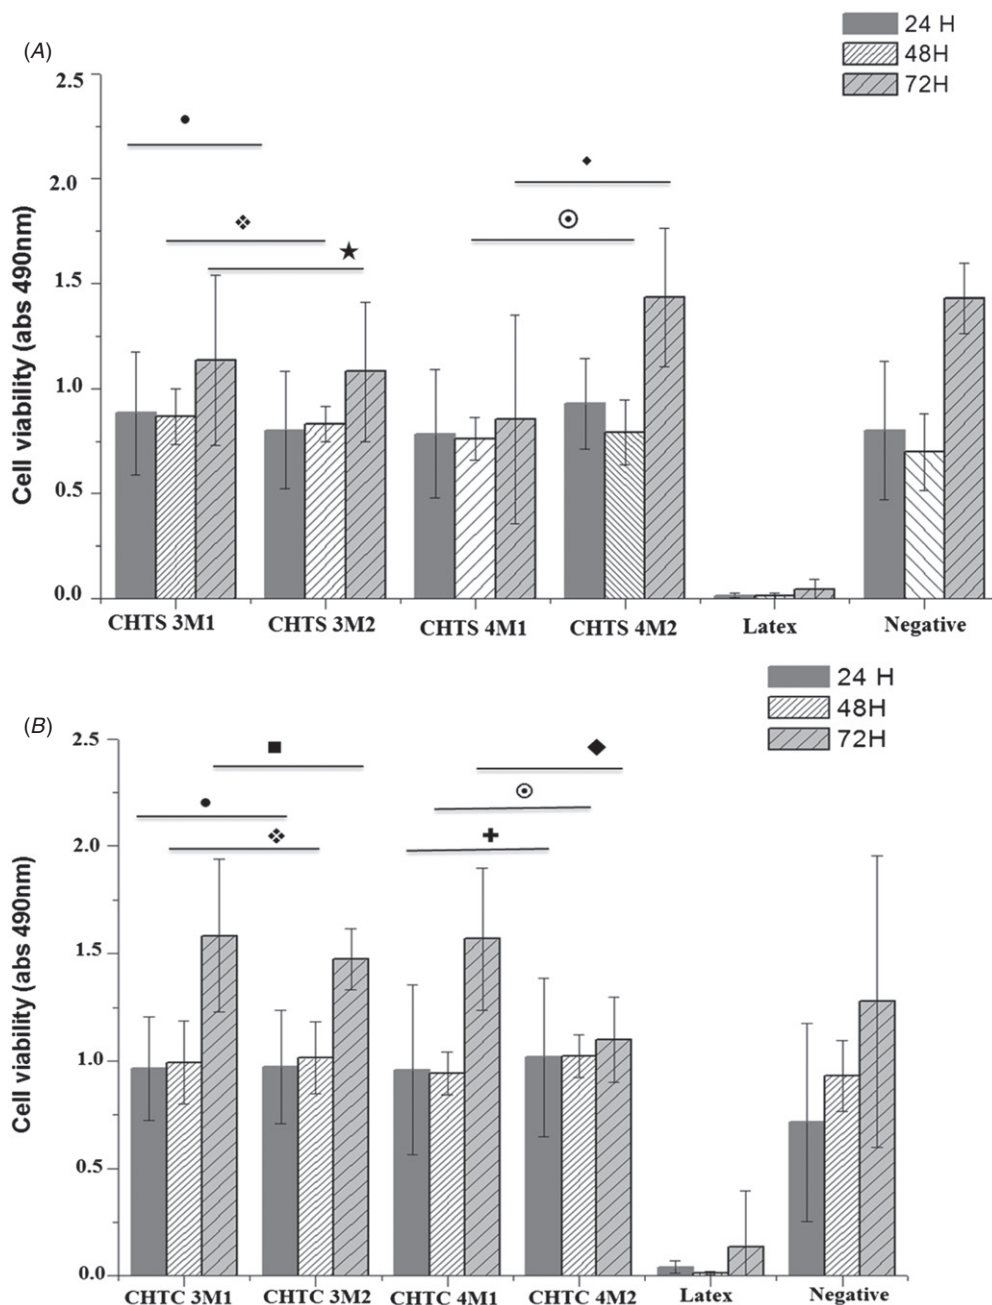 24 H
48H
72H
(A)
Cell viability (abs 490nm)
2.5
2.0
1.5
1.0
0.5
0.0
CHTS 3M1 CHTS 3M2 CHTS 4M1 CHTS 4M2 Latex Negative
24 H
48H
72H
(B)
Cell viability (abs 490nm)
2.5
2.0
1.5
1.0
0.5
0.0
CHTC 3M1 CHTC 3M2 CHTC 4M1 CHTC 4M2 Latex Negative